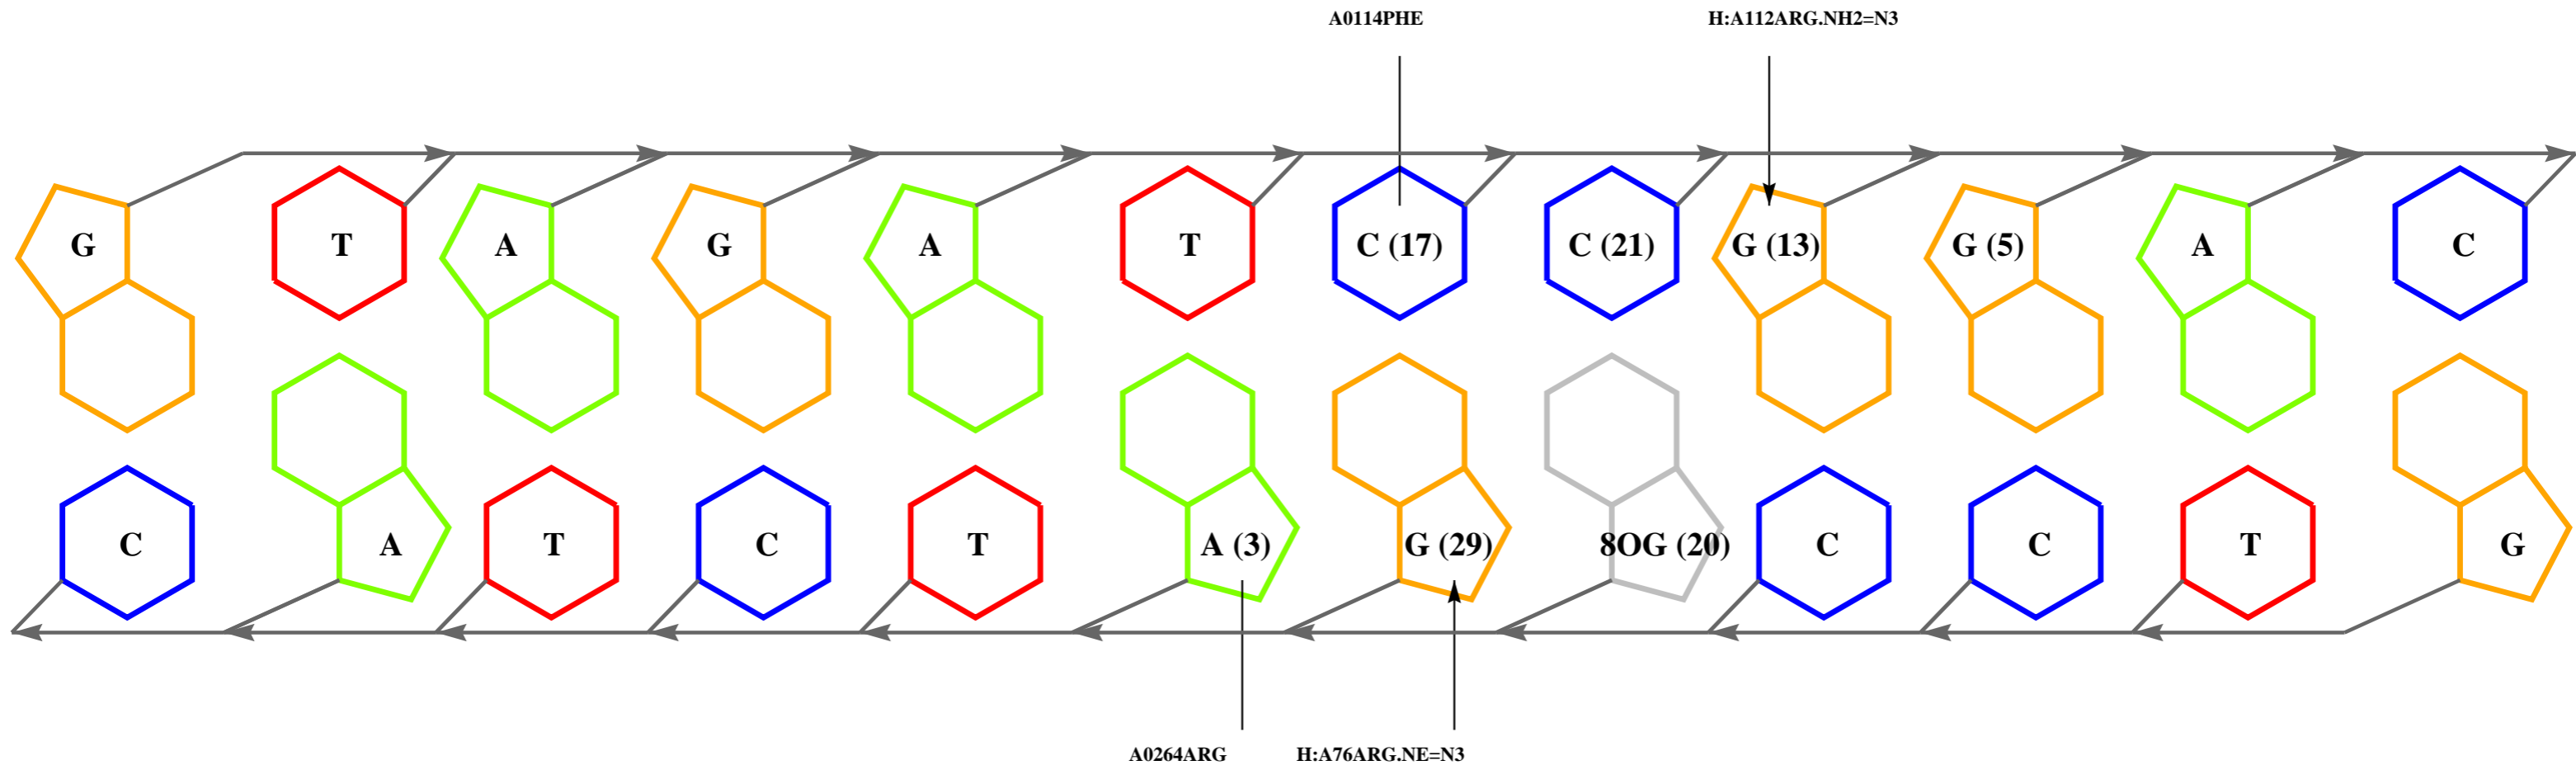 A0114PHE H:A112ARG.NH2=N3
G T A G A T C (17) C (21) G (13) G (5) A C
C A T C T A (3) G (29) 8OG (20) C C T G
A0264ARG H:A76ARG.NE=N3